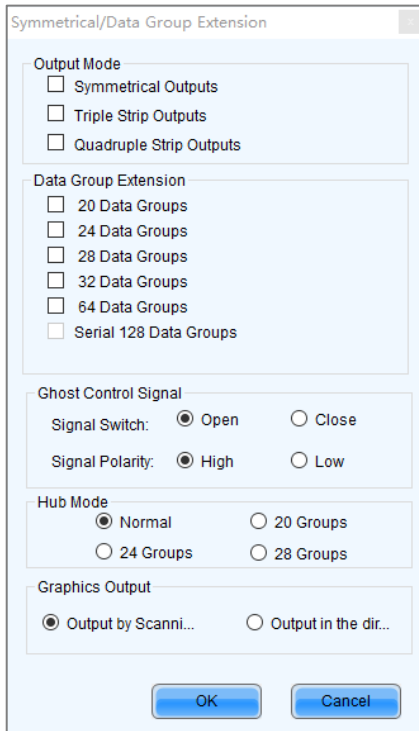 Symmetrical/Data Group Extension
Output Mode
Symmetrical Outputs
Triple Strip Outputs
Quadruple Strip Outputs
Data Group Extension
20 Data Groups
24 Data Groups
28 Data Groups
32 Data Groups
64 Data Groups
Serial 128 Data Groups
Ghost Control Signal
Signal Switch: Open Close
Signal Polarity: High Low
Hub Mode
Normal 20 Groups
24 Groups 28 Groups
Graphics Output
Output by Scanni... Output in the dir...
OK Cancel